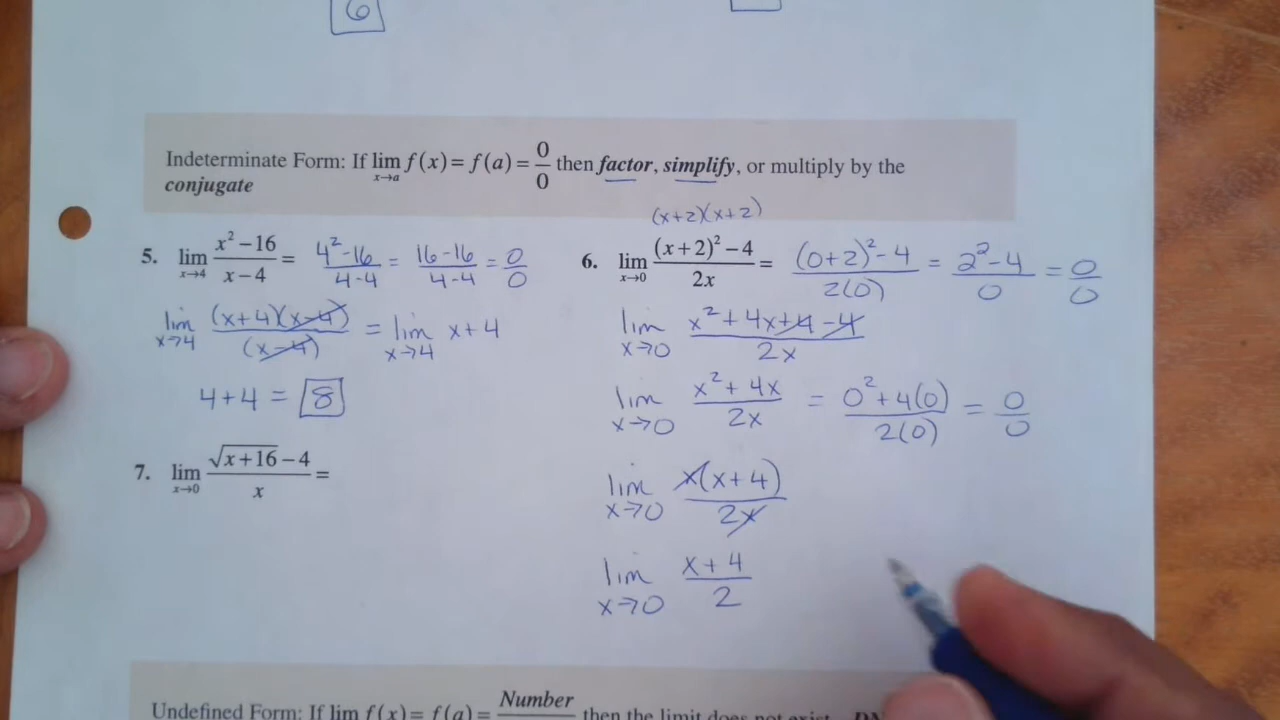 6
Indeterminate Form: If lim x→a f(x) = f(a) = 0/0 then factor, simplify, or multiply by the
conjugate
(x+2)(x+2)
5. lim x→4 (x² – 16)/(x – 4) = (4² - 16)/(4 - 4) = (16 - 16)/(4 - 4) = 0/0
lim x→4 (x+4)(x-4)/(x-4) = lim x→4 x+4
4+4 = 8
6. lim x→0 ((x+2)² – 4)/(2x) = ((0+2)² - 4)/(2(0)) = (2² - 4)/0 = 0/0
lim x→0 (x² + 4x + 4 - 4)/(2x)
lim x→0 (x² + 4x)/(2x) = (0² + 4(0))/(2(0)) = 0/0
lim x→0 x(x+4)/(2x)
lim x→0 (x+4)/2
7. lim x→0 (√(x+16) – 4)/x =
Undefined Form: If lim f(x) = f(a) = Number then the limit does not exist